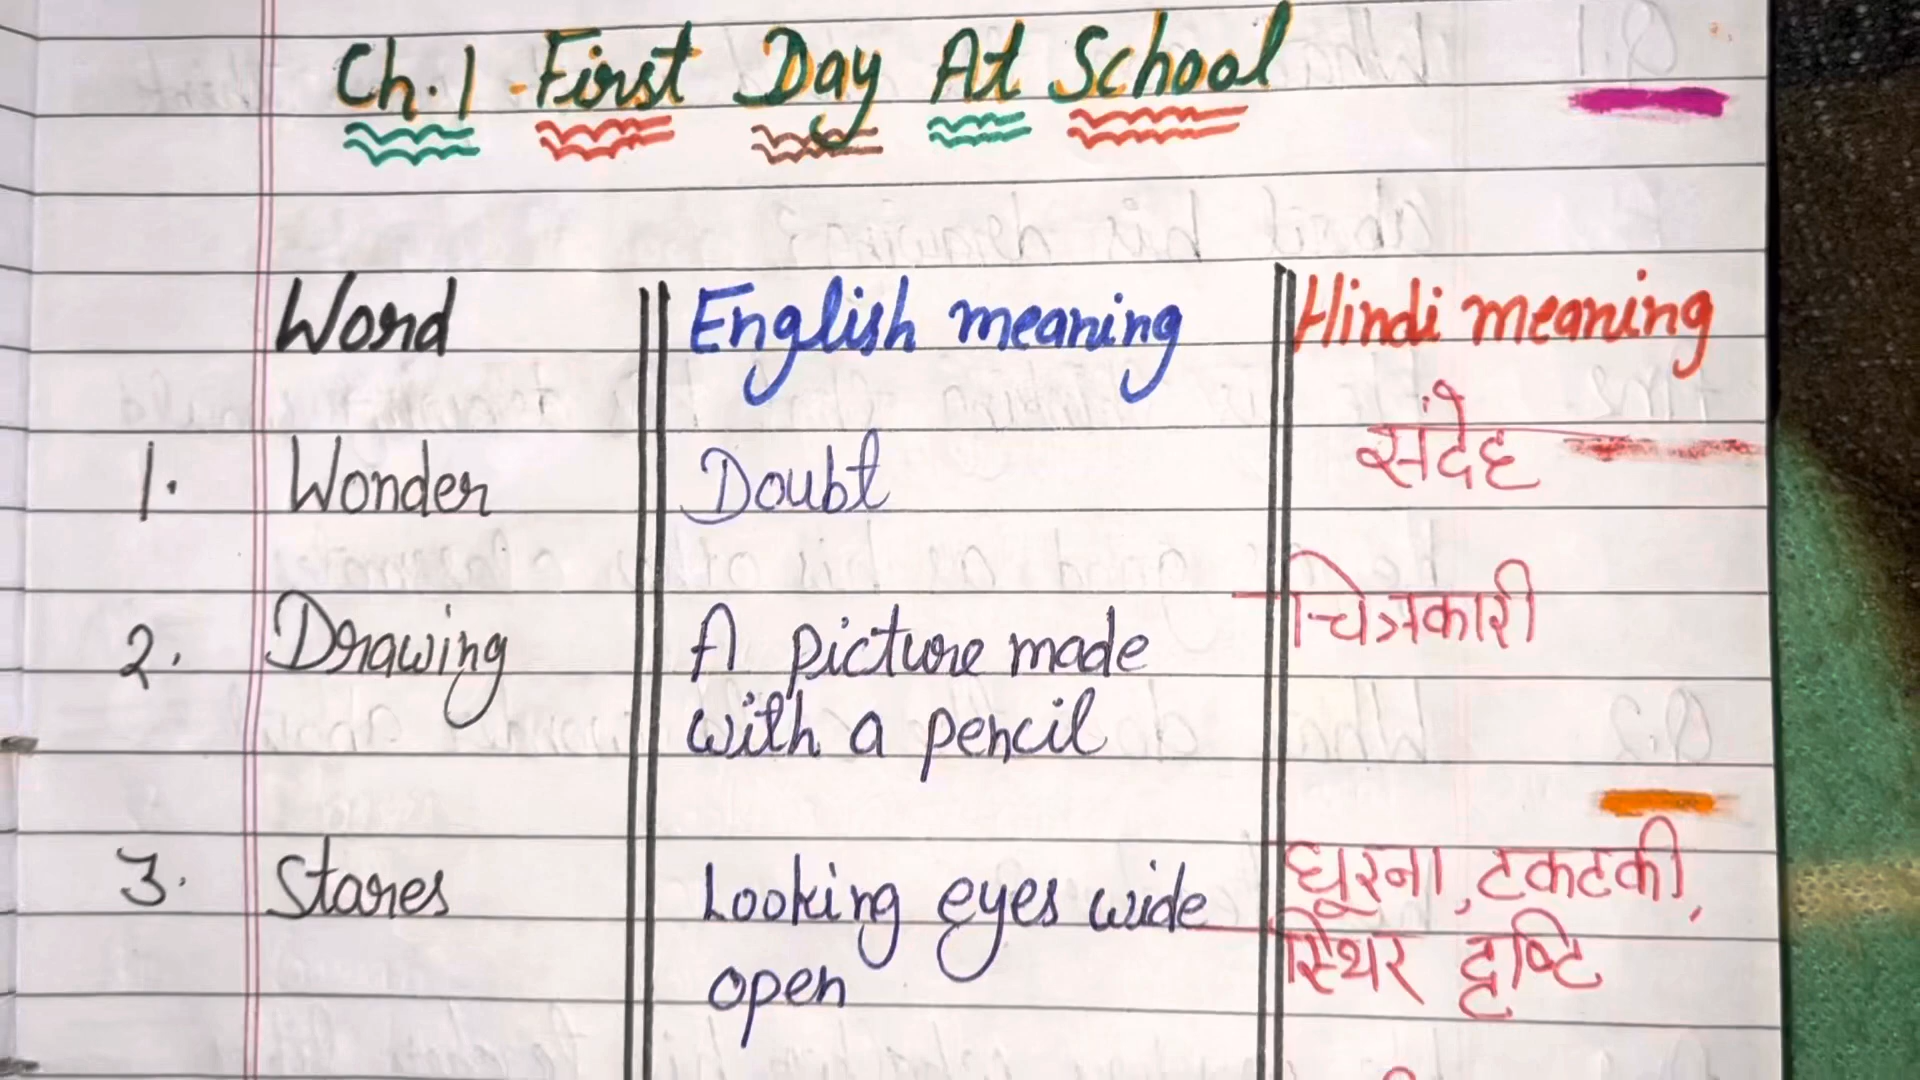 Ch.1 - First Day At School
Word English meaning Hindi meaning
1. Wonder Doubt संदेह
2. Drawing A picture made चित्रकारी
with a pencil
3. Stares Looking eyes wide घूरना, टकटकी,
open स्थिर दृष्टि